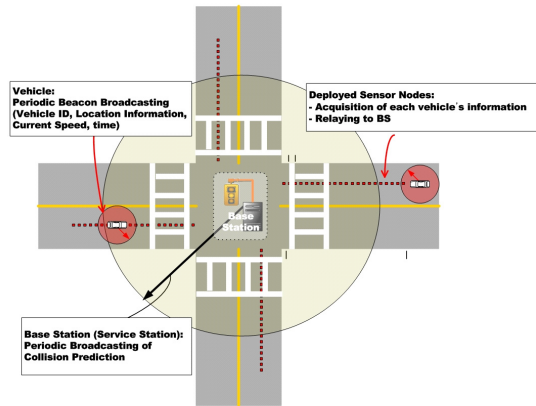 Vehicle:
Periodic Beacon Broadcasting
(Vehicle ID, Location Information,
Current Speed, time)
Deployed Sensor Nodes:
- Acquisition of each vehicle´s information
- Relaying to BS
Base
Station
Base Station (Service Station):
Periodic Broadcasting of
Collision Prediction